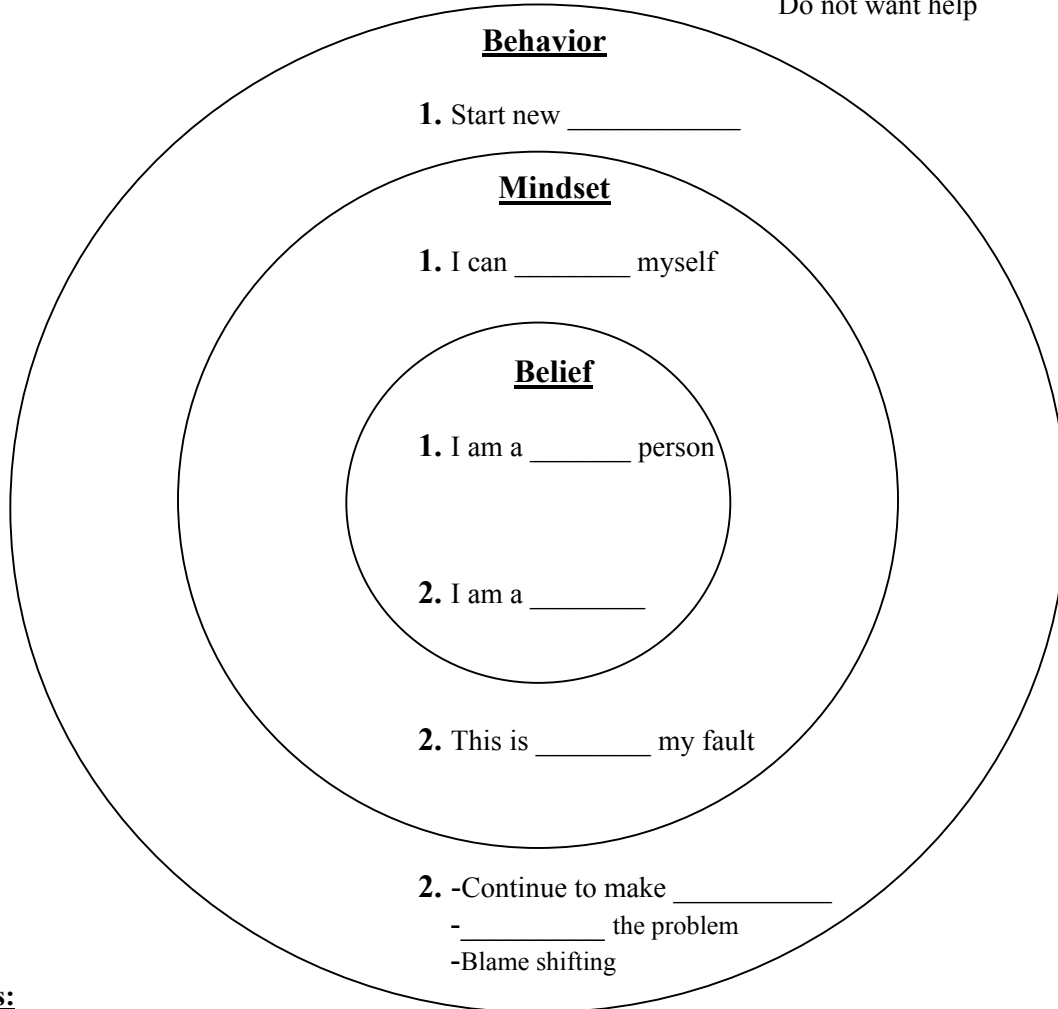 Do not want help
Behavior
1. Start new ____________
Mindset
1. I can ________ myself
Belief
1. I am a _______ person
2. I am a ________
2. This is ________ my fault
2. -Continue to make ___________
-__________ the problem
-Blame shifting
s: